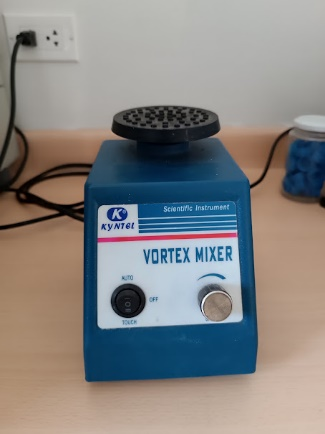 Scientific Instrument
K
KYNTEL
VORTEX MIXER
AUTO
OFF
TOUCH